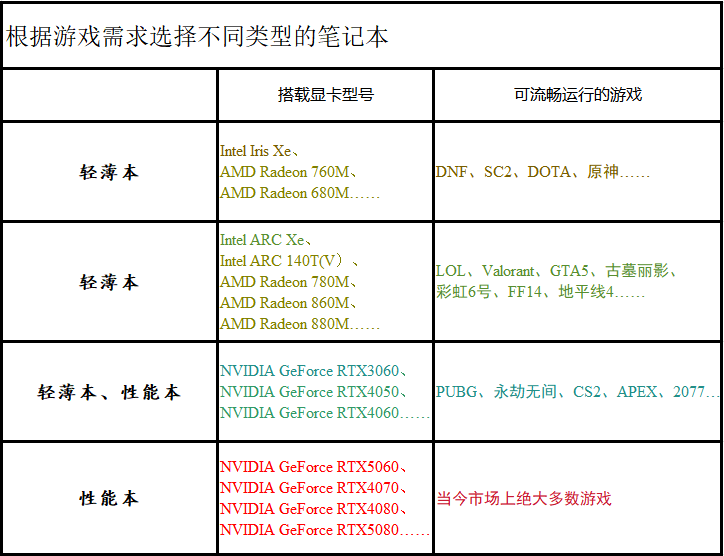 根据游戏需求选择不同类型的笔记本
搭载显卡型号
可流畅运行的游戏
轻薄本
Intel Iris Xe、
AMD Radeon 760M、
AMD Radeon 680M……
DNF、SC2、DOTA、原神……
轻薄本
Intel ARC Xe、
Intel ARC 140T(V）、
AMD Radeon 780M、
AMD Radeon 860M、
AMD Radeon 880M……
LOL、Valorant、GTA5、古墓丽影、
彩虹6号、FF14、地平线4……
轻薄本、性能本
NVIDIA GeForce RTX3060、
NVIDIA GeForce RTX4050、
NVIDIA GeForce RTX4060……
PUBG、永劫无间、CS2、APEX、2077…
性能本
NVIDIA GeForce RTX5060、
NVIDIA GeForce RTX4070、
NVIDIA GeForce RTX4080、
NVIDIA GeForce RTX5080……
当今市场上绝大多数游戏